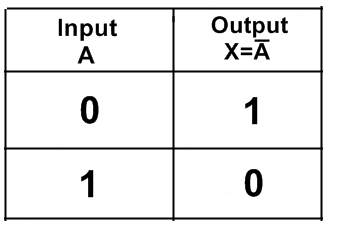 Input Output
A X=A̅
0 1
1 0